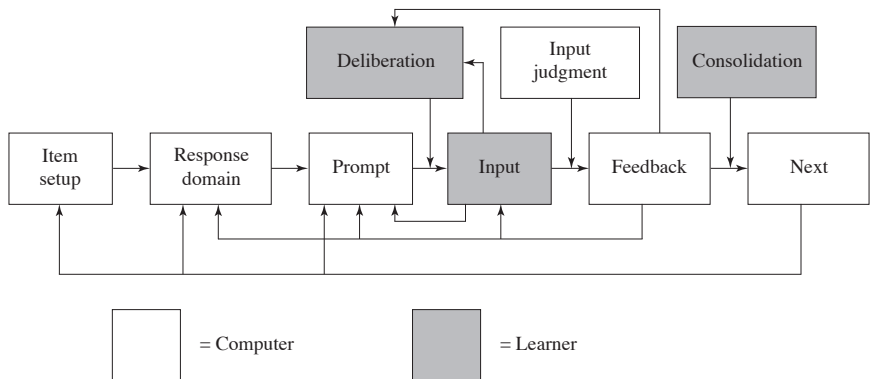 Deliberation
Input
judgment
Consolidation
Item
setup
Response
domain
Prompt
Input
Feedback
Next
= Computer
= Learner